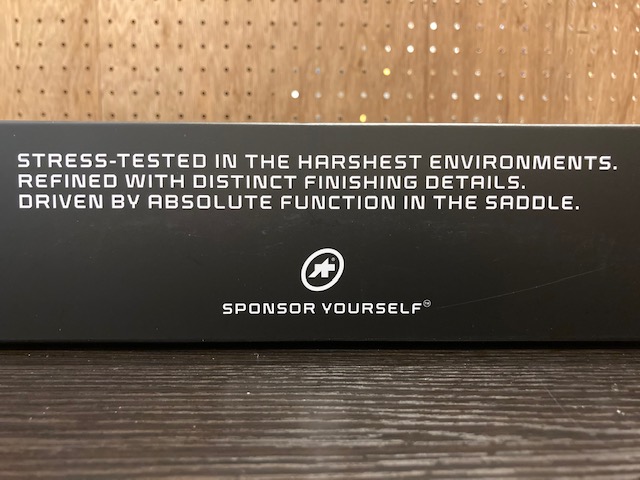 STRESS-TESTED IN THE HARSHEST ENVIRONMENTS.
REFINED WITH DISTINCT FINISHING DETAILS.
DRIVEN BY ABSOLUTE FUNCTION IN THE SADDLE.
SPONSOR YOURSELF™